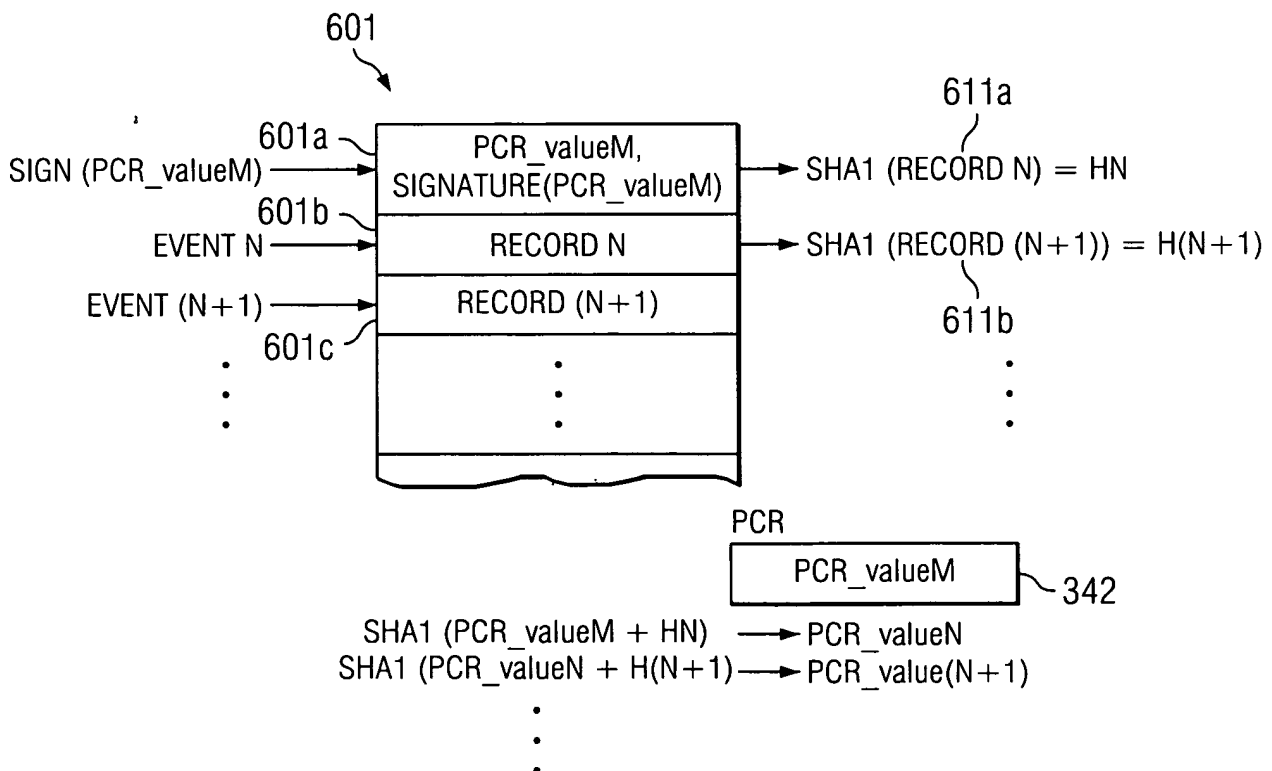 601
601a
611a
SIGN (PCR_valueM)
PCR_valueM,
SIGNATURE(PCR_valueM)
SHA1 (RECORD N) = HN
601b
EVENT N
RECORD N
SHA1 (RECORD (N+1)) = H(N+1)
EVENT (N+1)
RECORD (N+1)
601c
611b
PCR
PCR_valueM
342
SHA1 (PCR_valueM + HN)
PCR_valueN
SHA1 (PCR_valueN + H(N+1)
PCR_value(N+1)